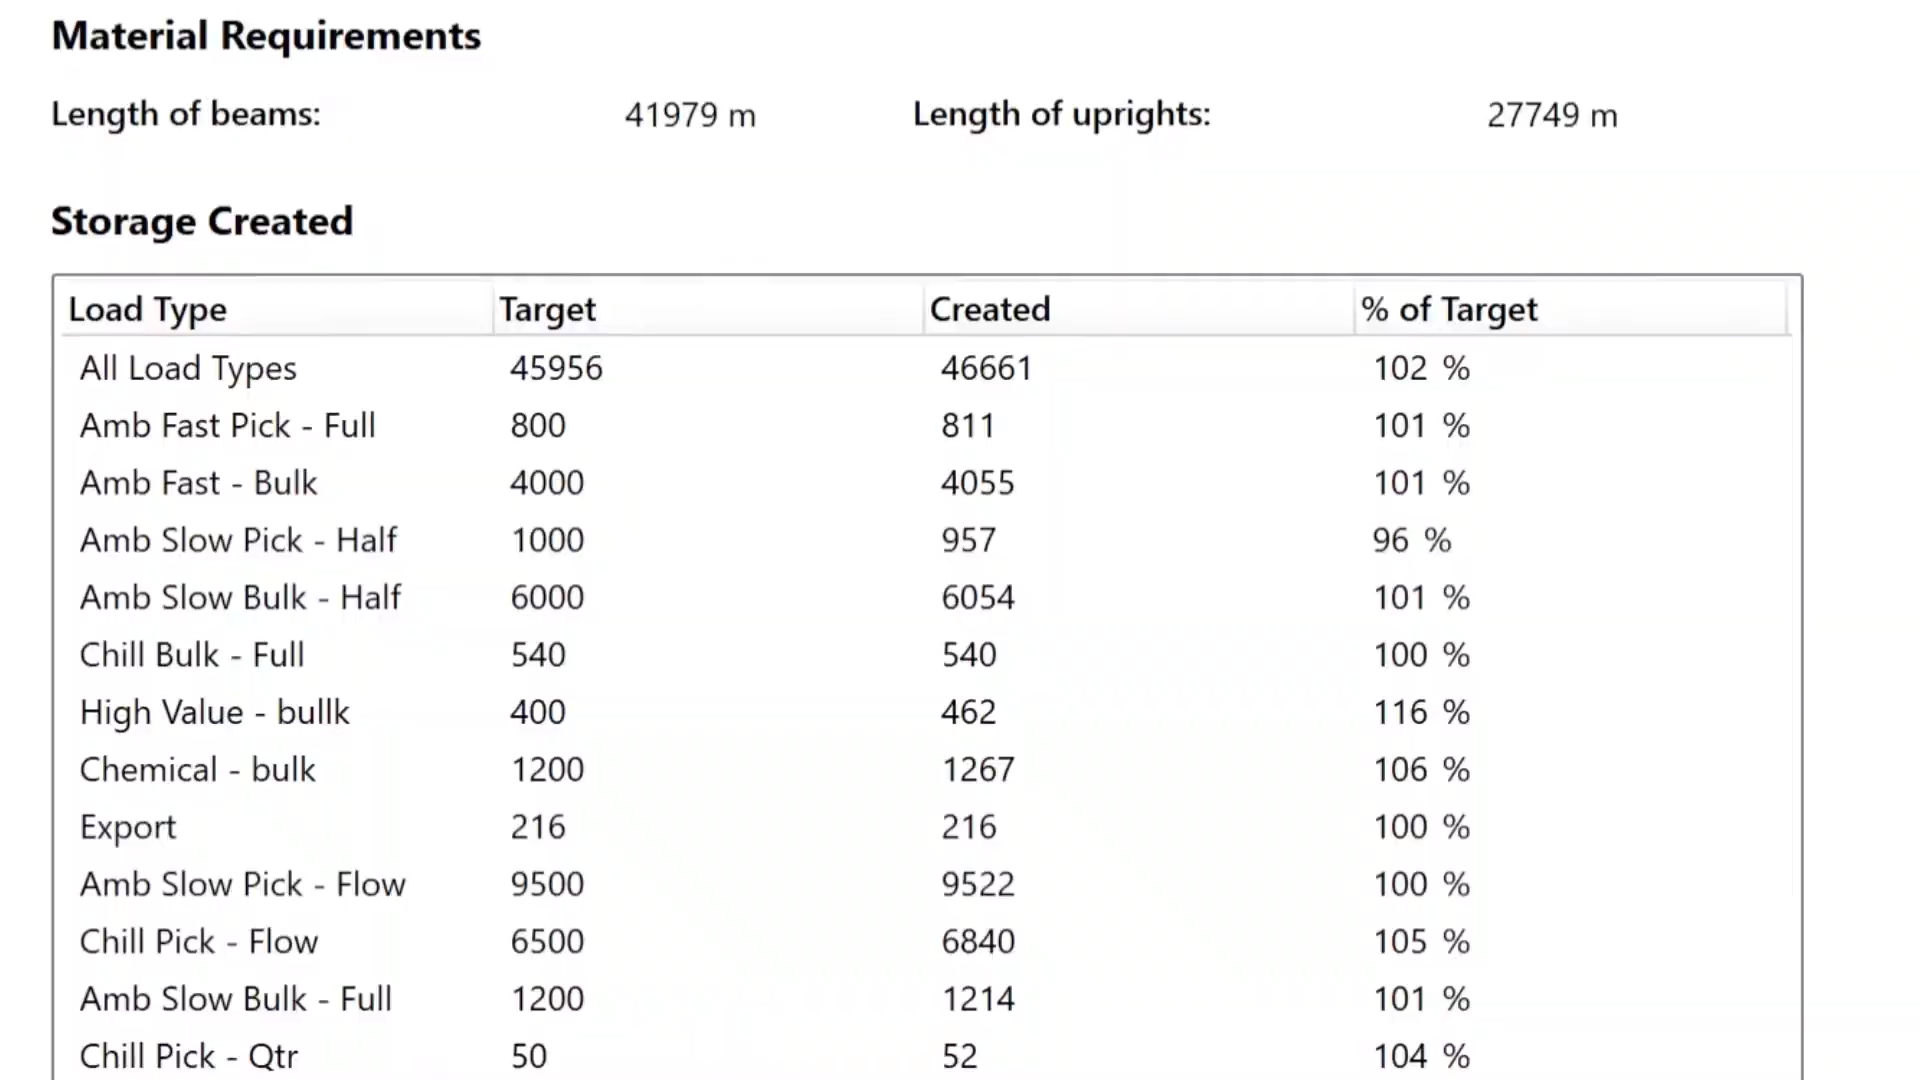 Material Requirements
Length of beams: 41979 m Length of uprights: 27749 m
Storage Created
Load Type Target Created % of Target
All Load Types 45956 46661 102 %
Amb Fast Pick - Full 800 811 101 %
Amb Fast - Bulk 4000 4055 101 %
Amb Slow Pick - Half 1000 957 96 %
Amb Slow Bulk - Half 6000 6054 101 %
Chill Bulk - Full 540 540 100 %
High Value - bullk 400 462 116 %
Chemical - bulk 1200 1267 106 %
Export 216 216 100 %
Amb Slow Pick - Flow 9500 9522 100 %
Chill Pick - Flow 6500 6840 105 %
Amb Slow Bulk - Full 1200 1214 101 %
Chill Pick - Qtr 50 52 104 %